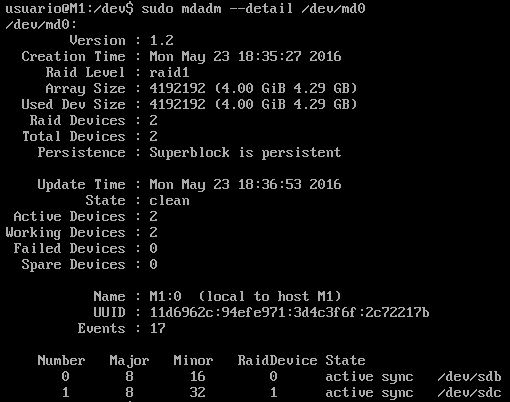 usuario@M1:/dev$ sudo mdadm --detail /dev/md0
/dev/md0:
Version : 1.2
Creation Time : Mon May 23 18:35:27 2016
Raid Level : raid1
Array Size : 4192192 (4.00 GiB 4.29 GB)
Used Dev Size : 4192192 (4.00 GiB 4.29 GB)
Raid Devices : 2
Total Devices : 2
Persistence : Superblock is persistent
Update Time : Mon May 23 18:36:53 2016
State : clean
Active Devices : 2
Working Devices : 2
Failed Devices : 0
Spare Devices : 0
Name : M1:0 (local to host M1)
UUID : 11d6962c:94efe971:3d4c3f6f:2c72217b
Events : 17
Number Major Minor RaidDevice State
0 8 16 0 active sync /dev/sdb
1 8 32 1 active sync /dev/sdc